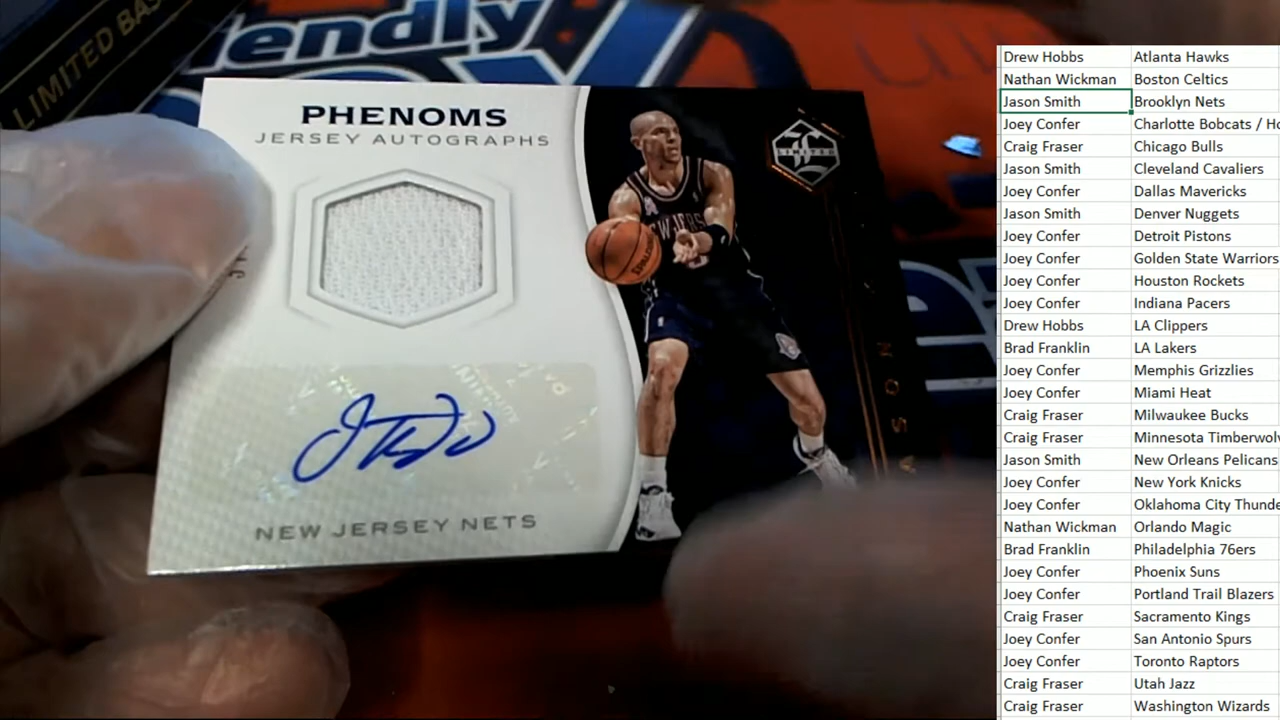 LIMITED BAS
endly
PHENOMS
JERSEY AUTOGRAPHS
LIMITED
NEW JERSEY NETS
Drew Hobbs Atlanta Hawks
Nathan Wickman Boston Celtics
Jason Smith Brooklyn Nets
Joey Confer Charlotte Bobcats / Ho
Craig Fraser Chicago Bulls
Jason Smith Cleveland Cavaliers
Joey Confer Dallas Mavericks
Jason Smith Denver Nuggets
Joey Confer Detroit Pistons
Joey Confer Golden State Warriors
Joey Confer Houston Rockets
Joey Confer Indiana Pacers
Drew Hobbs LA Clippers
Brad Franklin LA Lakers
Joey Confer Memphis Grizzlies
Joey Confer Miami Heat
Craig Fraser Milwaukee Bucks
Craig Fraser Minnesota Timberwolv
Jason Smith New Orleans Pelicans
Joey Confer New York Knicks
Joey Confer Oklahoma City Thunde
Nathan Wickman Orlando Magic
Brad Franklin Philadelphia 76ers
Joey Confer Phoenix Suns
Joey Confer Portland Trail Blazers
Craig Fraser Sacramento Kings
Joey Confer San Antonio Spurs
Joey Confer Toronto Raptors
Craig Fraser Utah Jazz
Craig Fraser Washington Wizards